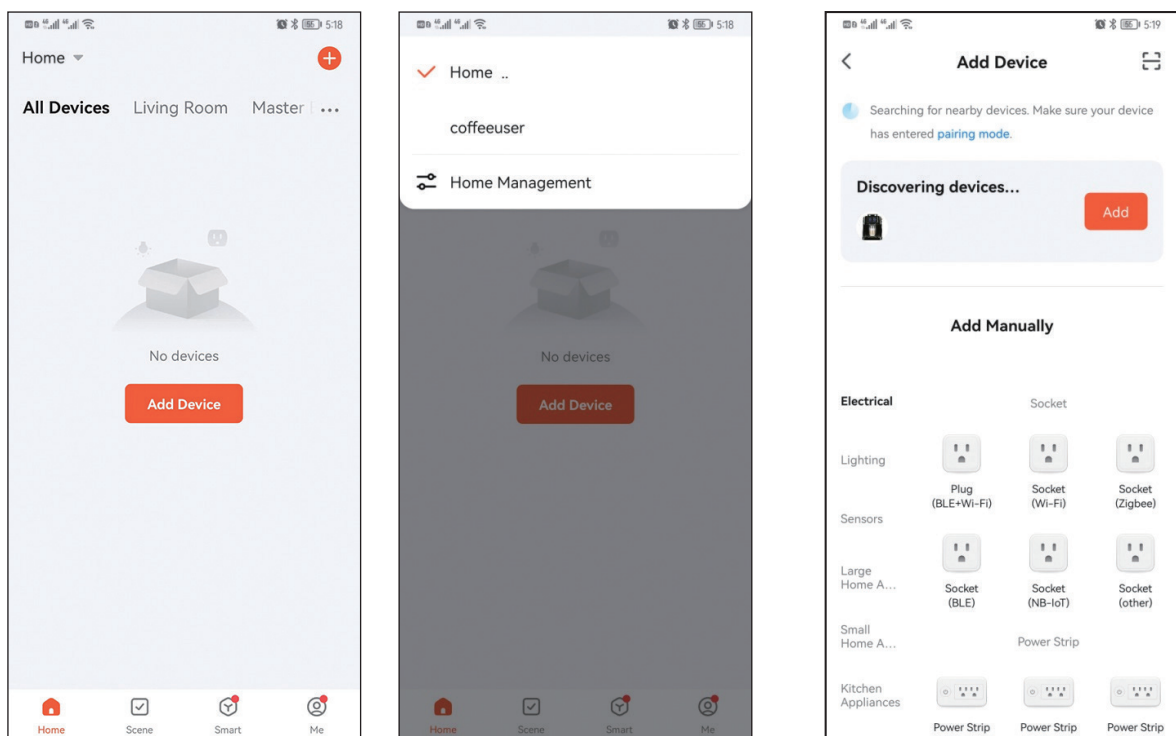 5:18
Home
All Devices Living Room Master
No devices
Add Device
Home Scene Smart Me
5:18
Home ..
coffeeuser
Home Management
No devices
Add Device
Home Scene Smart Me
5:19
Add Device
Searching for nearby devices. Make sure your device
has entered pairing mode.
Discovering devices...
Add
Add Manually
Electrical
Lighting
Sensors
Large
Home A...
Small
Home A...
Kitchen
Appliances
Socket
Plug
(BLE+Wi-Fi)
Socket
(Wi-Fi)
Socket
(Zigbee)
Socket
(BLE)
Socket
(NB-IoT)
Socket
(other)
Power Strip
Power Strip Power Strip Power Strip